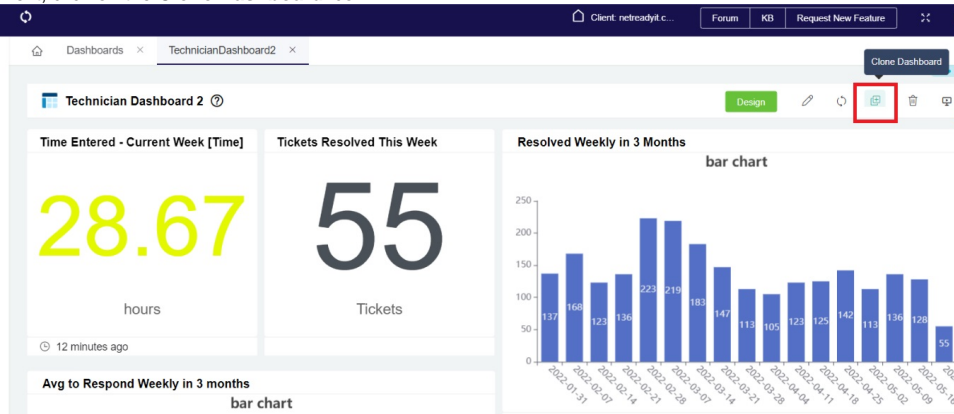 Client: netreadyit.c...
Forum
KB
Request New Feature
Dashboards ×
TechnicianDashboard2 ×
Clone Dashboard
Technician Dashboard 2
Design
Time Entered - Current Week [Time]
28.67
hours
12 minutes ago
Tickets Resolved This Week
55
Tickets
Resolved Weekly in 3 Months
bar chart
250
200
150
100
50
0
137
168
123
136
223
219
183
147
113
105
123
125
142
113
136
128
55
2022-01-31
2022-02-07
2022-02-14
2022-02-21
2022-02-28
2022-03-07
2022-03-14
2022-03-21
2022-03-28
2022-04-04
2022-04-11
2022-04-18
2022-04-25
2022-05-02
2022-05-09
2022-05-16
Avg to Respond Weekly in 3 months
bar chart